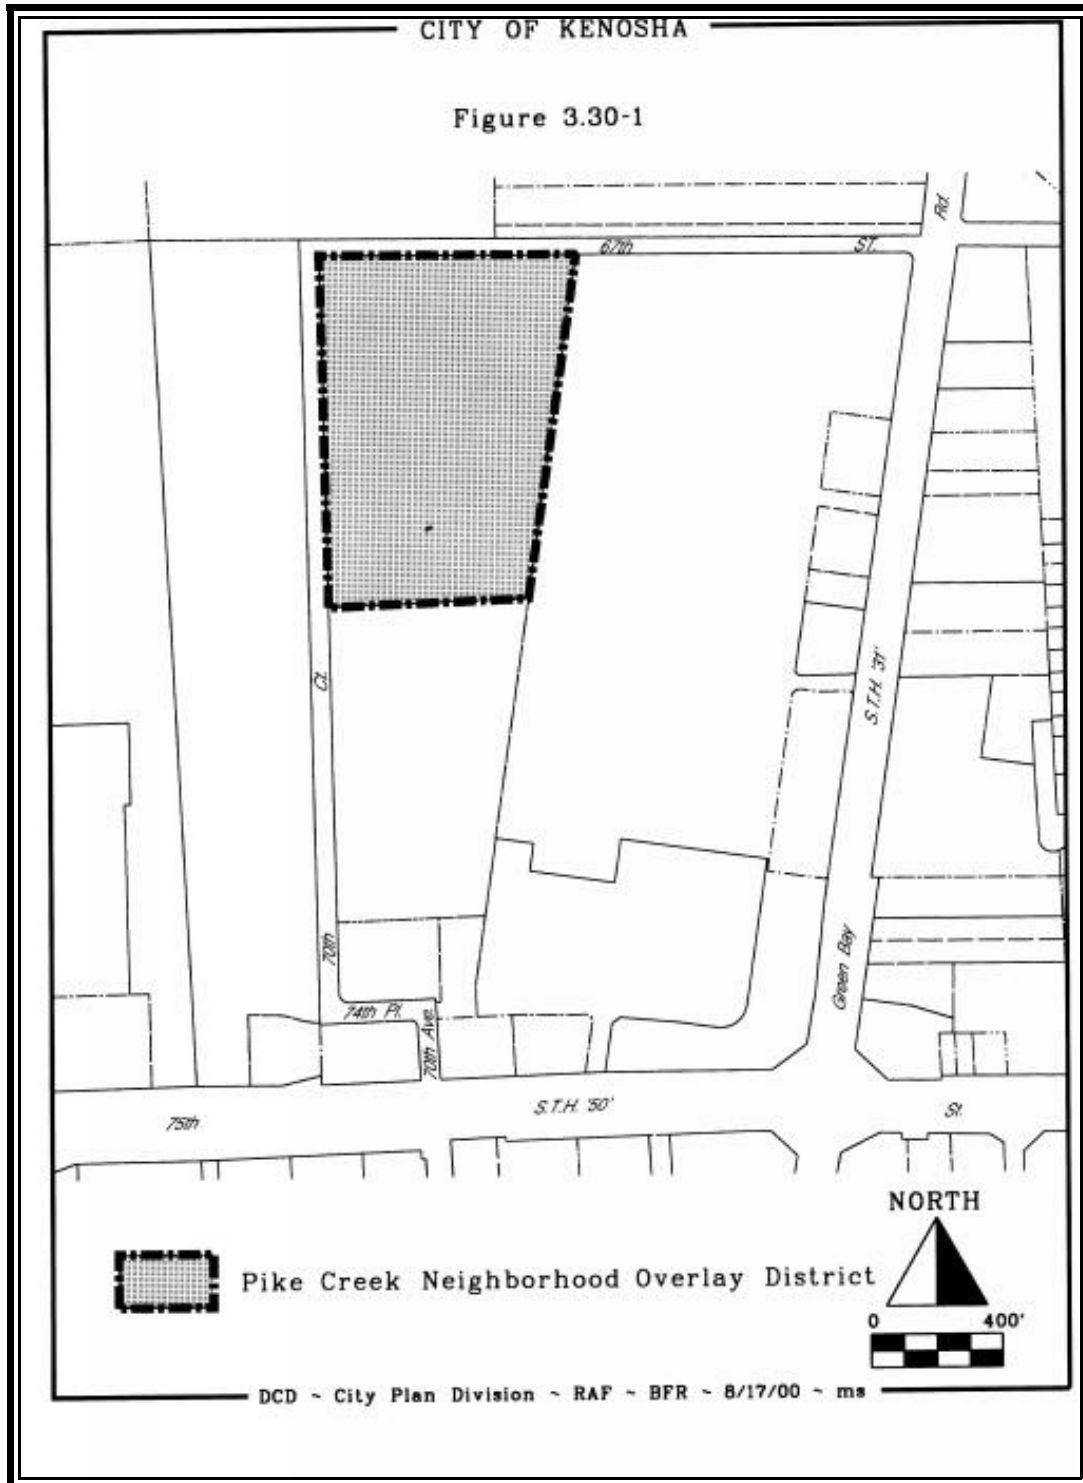 CITY OF KENOSHA
Figure 3.30-1
Rd.
67th ST.
Ct.
S.T.H. '31'
70th
Green Bay
74th Pl.
70th Ave.
75th S.T.H. '50' St.
NORTH
Pike Creek Neighborhood Overlay District
0 400'
DCD ~ City Plan Division ~ RAF ~ BFR ~ 8/17/00 ~ ms